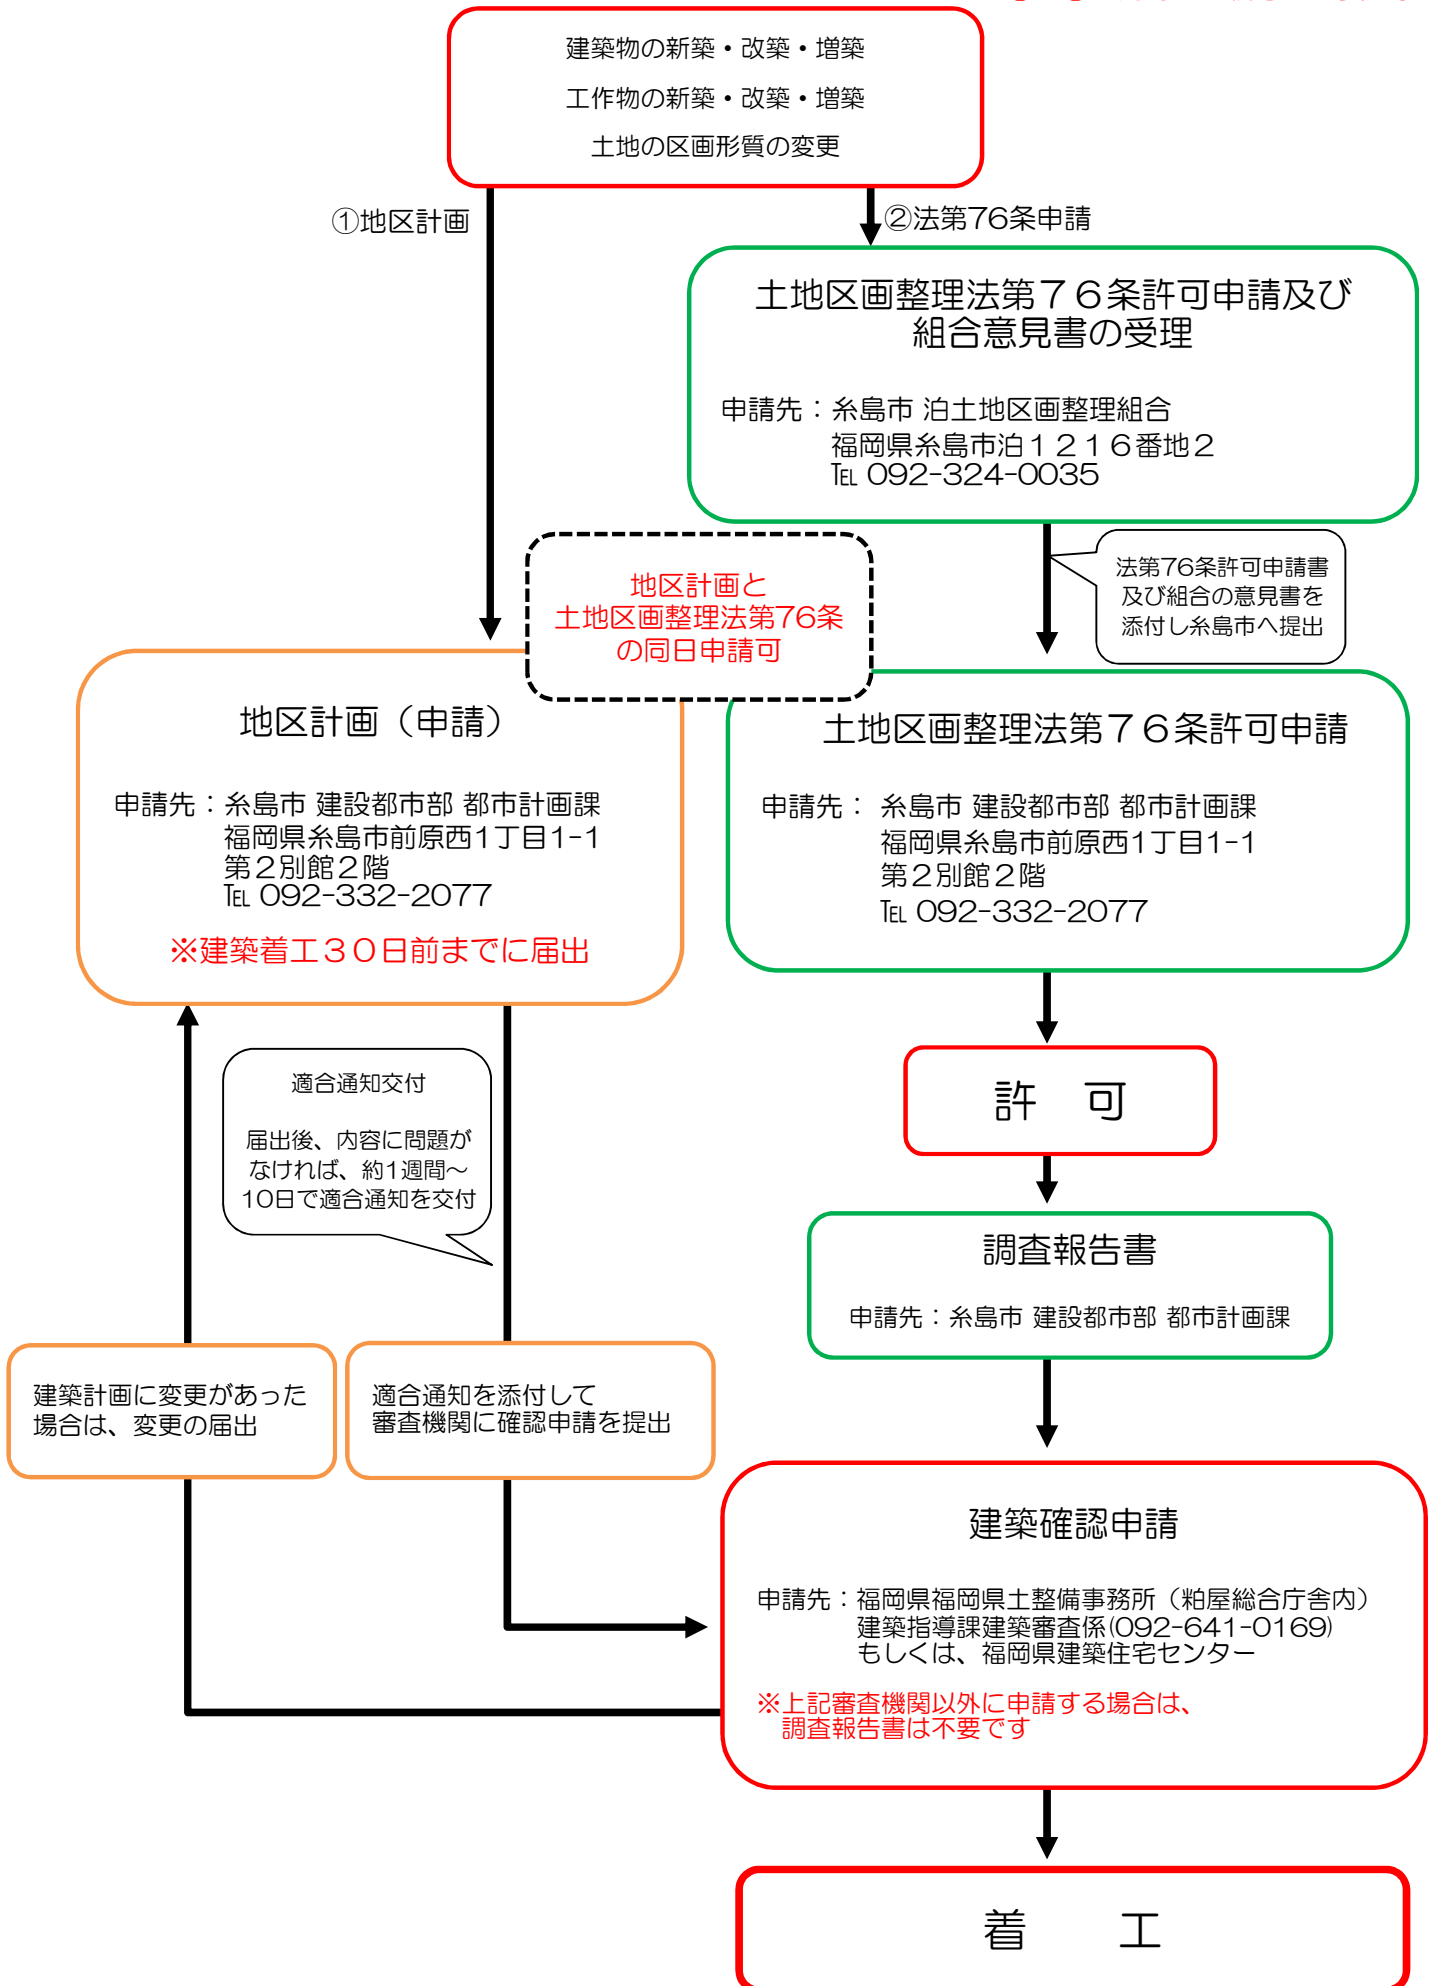 建築物の新築・改築・増築
工作物の新築・改築・増築
土地の区画形質の変更
①地区計画
②法第76条申請
土地区画整理法第７６条許可申請及び
組合意見書の受理
申請先：糸島市 泊土地区画整理組合
福岡県糸島市泊１２１６番地２
℡ 092-324-0035
法第76条許可申請書
及び組合の意見書を
添付し糸島市へ提出
地区計画と
土地区画整理法第76条
の同日申請可
地区計画（申請）
申請先：糸島市 建設都市部 都市計画課
福岡県糸島市前原西1丁目1-1
第２別館２階
℡ 092-332-2077
※建築着工３０日前までに届出
土地区画整理法第７６条許可申請
申請先： 糸島市 建設都市部 都市計画課
福岡県糸島市前原西1丁目1-1
第２別館２階
℡ 092-332-2077
許　可
適合通知交付
届出後、内容に問題が
なければ、約1週間～
10日で適合通知を交付
調査報告書
申請先：糸島市 建設都市部 都市計画課
建築計画に変更があった
場合は、変更の届出
適合通知を添付して
審査機関に確認申請を提出
建築確認申請
申請先：福岡県福岡県土整備事務所（粕屋総合庁舎内）
建築指導課建築審査係(092-641-0169)
もしくは、福岡県建築住宅センター
※上記審査機関以外に申請する場合は、
調査報告書は不要です
着　工